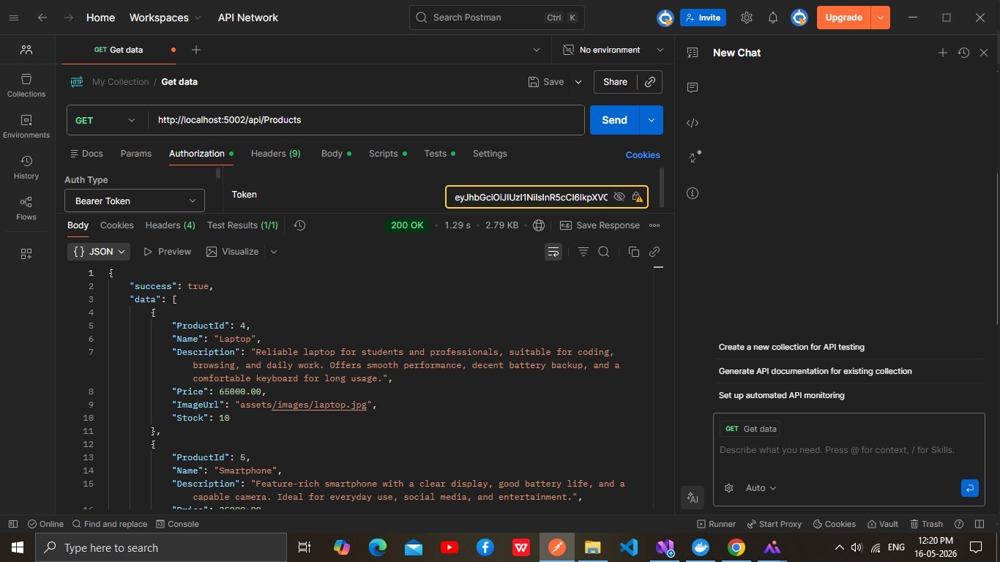 Home
Workspaces
API Network
Search Postman
Ctrl
K
Invite
Upgrade
GET Get data
No environment
New Chat
HTTP My Collection / Get data
Save
Share
GET
http://localhost:5002/api/Products
Send
Docs
Params
Authorization
Headers (9)
Body
Scripts
Tests
Settings
Cookies
Auth Type
Bearer Token
Token
Collections
Environments
History
Flows
Body
Cookies
Headers (4)
Test Results (1/1)
200 OK
1.29 s
2.79 KB
e.g.
Save Response
{} JSON
Preview
Visualize
1 {
2 "success": true,
3 "data": [
4 {
5 "ProductId": 4,
6 "Name": "Laptop",
7 "Description": "Reliable laptop for students and professionals, suitable for coding,
browsing, and daily work. Offers smooth performance, decent battery backup, and a
comfortable keyboard for long usage.",
8 "Price": 65000.00,
9 "ImageUrl": "assets/images/laptop.jpg",
10 "Stock": 10
11 },
12 {
13 "ProductId": 5,
14 "Name": "Smartphone",
15 "Description": "Feature-rich smartphone with a clear display, good battery life, and a
capable camera. Ideal for everyday use, social media, and entertainment.",
Create a new collection for API testing
Generate API documentation for existing collection
Set up automated API monitoring
GET Get data
Describe what you need. Press @ for context, / for Skills.
Auto
AI
Online
Find and replace
Console
Runner
Start Proxy
Cookies
Vault
Trash
Type here to search
ENG
12:20 PM
16-05-2026